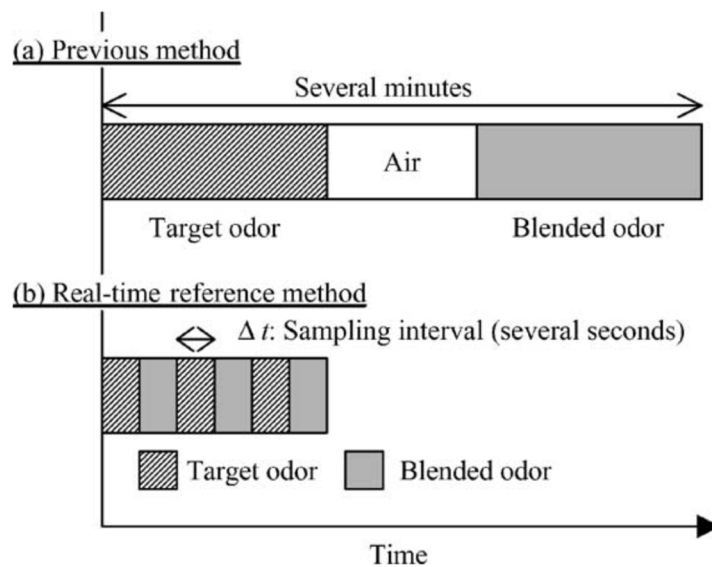 (a) Previous method
Several minutes
Air
Target odor
Blended odor
(b) Real-time reference method
Δ t: Sampling interval (several seconds)
Target odor
Blended odor
Time